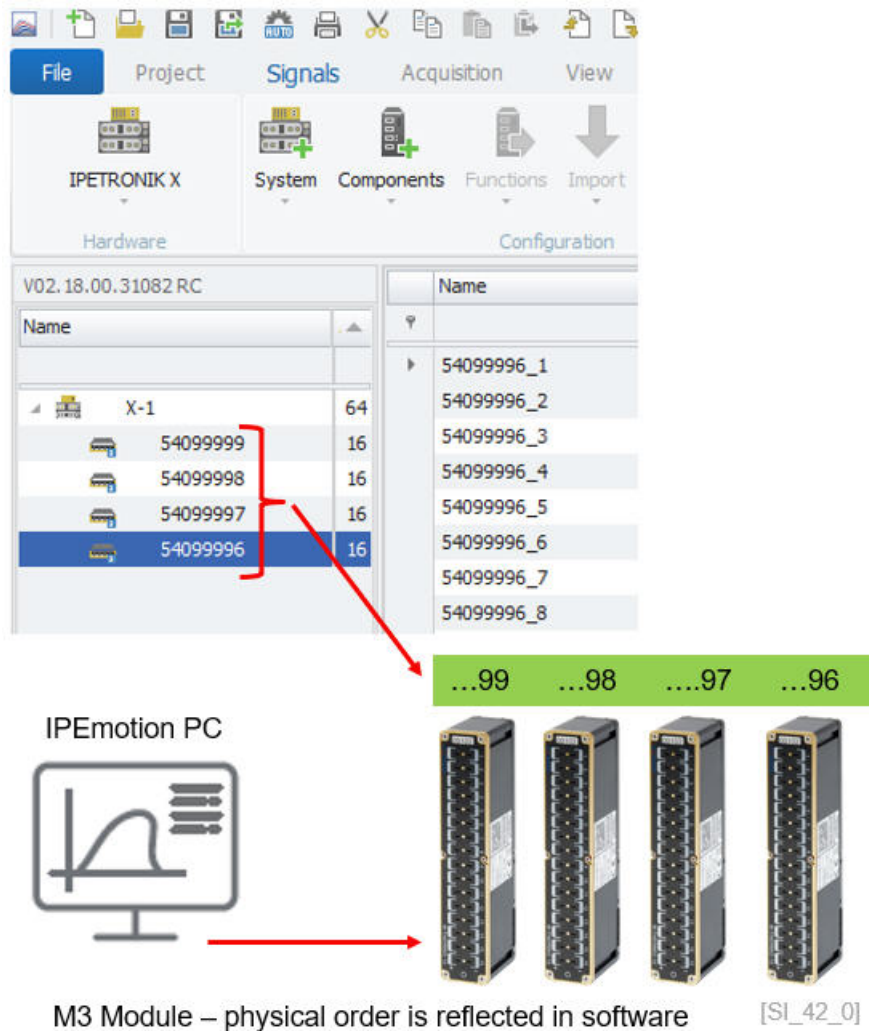 AUTO
File Project Signals Acquisition View
IPETRONIK X System Components Functions Import
Hardware Configuration
V02.18.00.31082 RC
Name
Name
X-1 64
54099999 16
54099998 16
54099997 16
54099996 16
54099996_1
54099996_2
54099996_3
54099996_4
54099996_5
54099996_6
54099996_7
54099996_8
...99 ...98 ....97 ...96
IPEmotion PC
M3 Module – physical order is reflected in software
[SI_42_0]